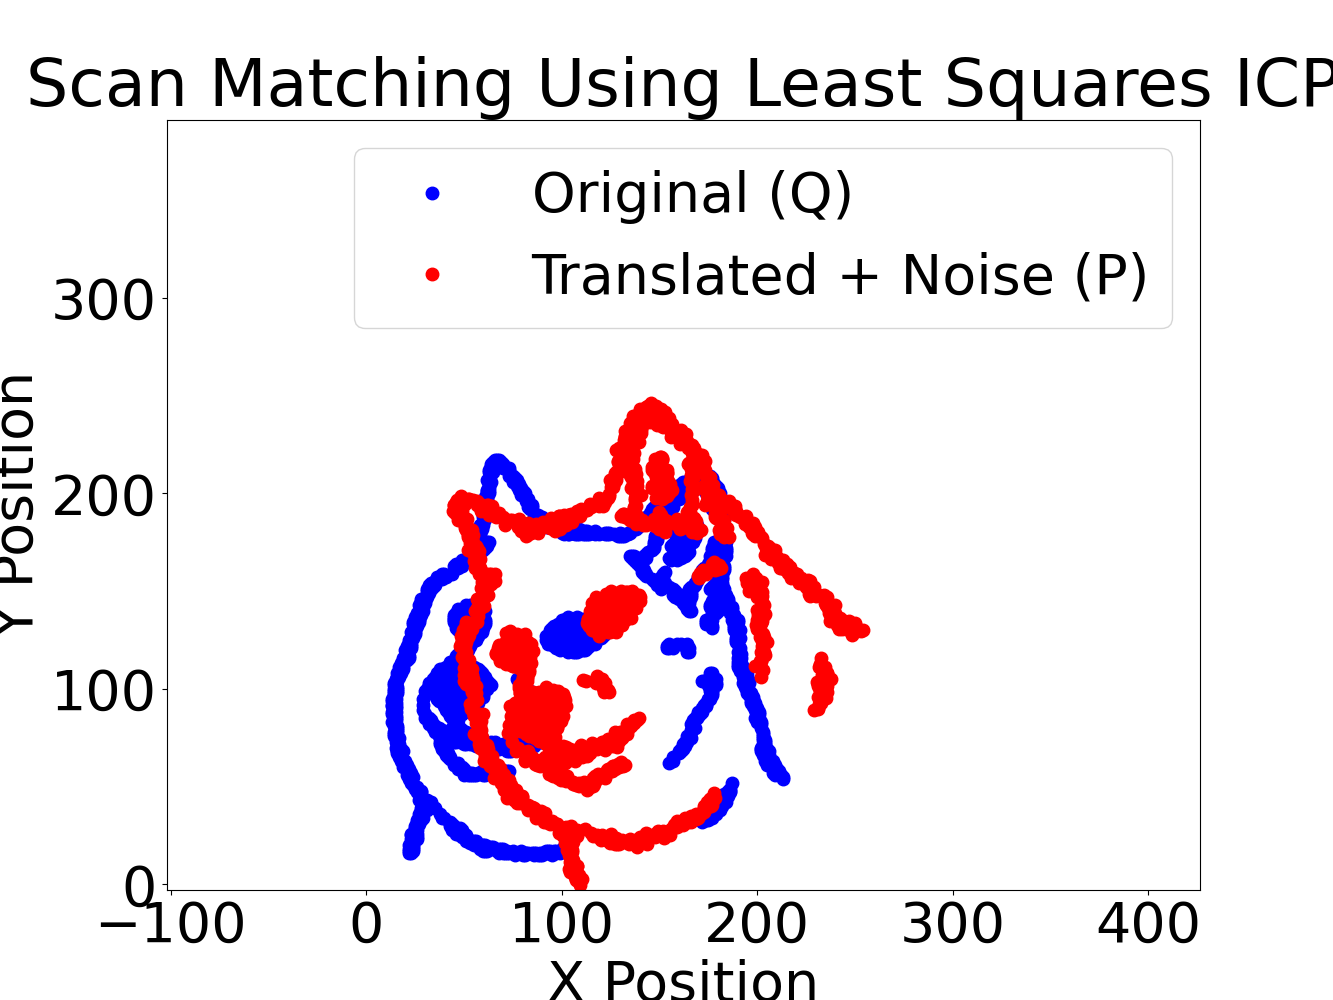 Scan Matching Using Least Squares ICP
Original (Q)
Translated + Noise (P)
300
200
100
0
Y Position
−100 0 100 200 300 400
X Position